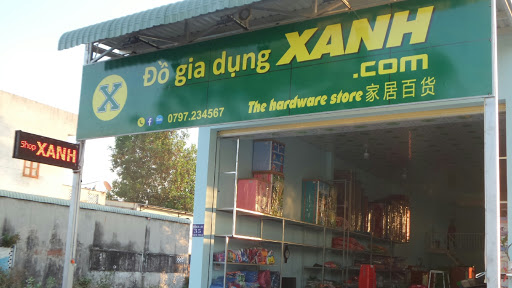 X
Đồ gia dụng XANH
.com
0797.234567
The hardware store 家居百货
Shop XANH